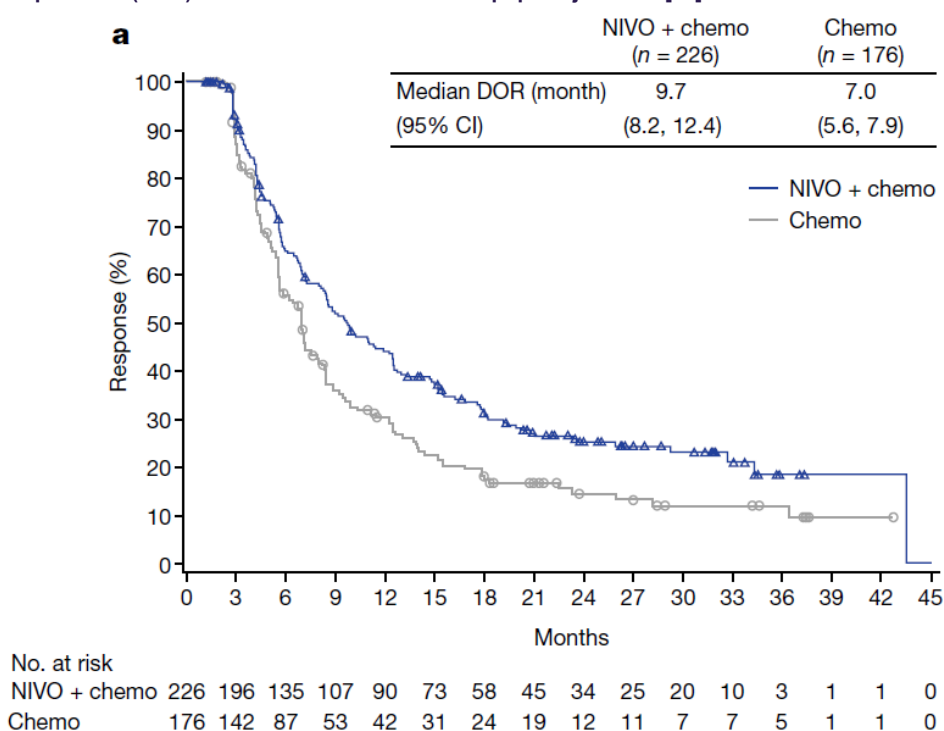 a
NIVO + chemo Chemo
(n = 226) (n = 176)
Median DOR (month) 9.7 7.0
(95% CI) (8.2, 12.4) (5.6, 7.9)
NIVO + chemo
Chemo
Response (%)
100
90
80
70
60
50
40
30
20
10
0
0 3 6 9 12 15 18 21 24 27 30 33 36 39 42 45
Months
No. at risk
NIVO + chemo 226 196 135 107 90 73 58 45 34 25 20 10 3 1 1 0
Chemo 176 142 87 53 42 31 24 19 12 11 7 7 5 1 1 0